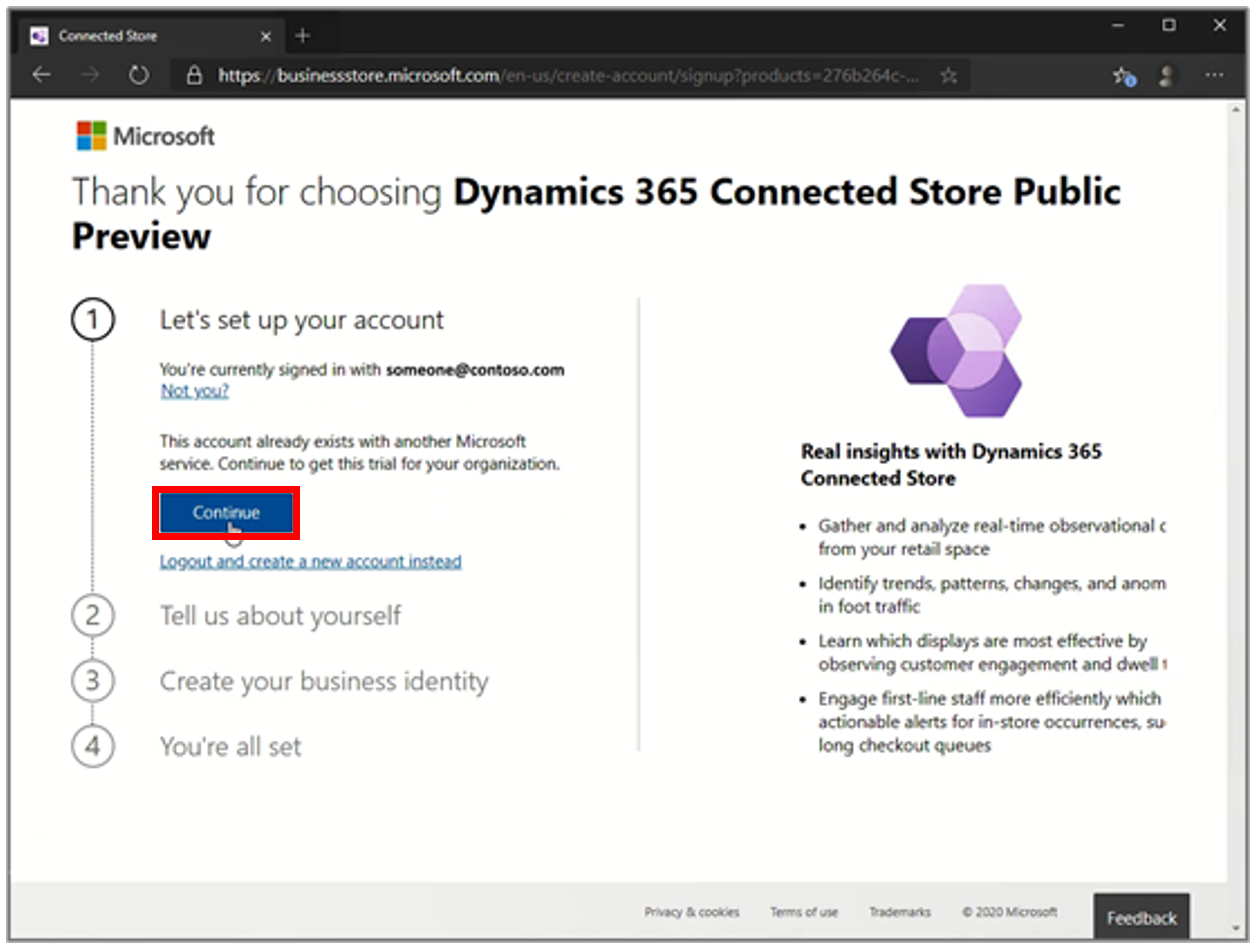 Connected Store
https://businessstore.microsoft.com/en-us/create-account/signup?products=276b264c-...
Microsoft
Thank you for choosing Dynamics 365 Connected Store Public
Preview
1 Let's set up your account
You're currently signed in with someone@contoso.com
Not you?
This account already exists with another Microsoft
service. Continue to get this trial for your organization.
Continue
Logout and create a new account instead
2 Tell us about yourself
3 Create your business identity
4 You're all set
Real insights with Dynamics 365
Connected Store
• Gather and analyze real-time observational
from your retail space
• Identify trends, patterns, changes, and anom
in foot traffic
• Learn which displays are most effective by
observing customer engagement and dwell
• Engage first-line staff more efficiently which
actionable alerts for in-store occurrences, su
long checkout queues
Privacy & cookies Terms of use Trademarks © 2020 Microsoft
Feedback